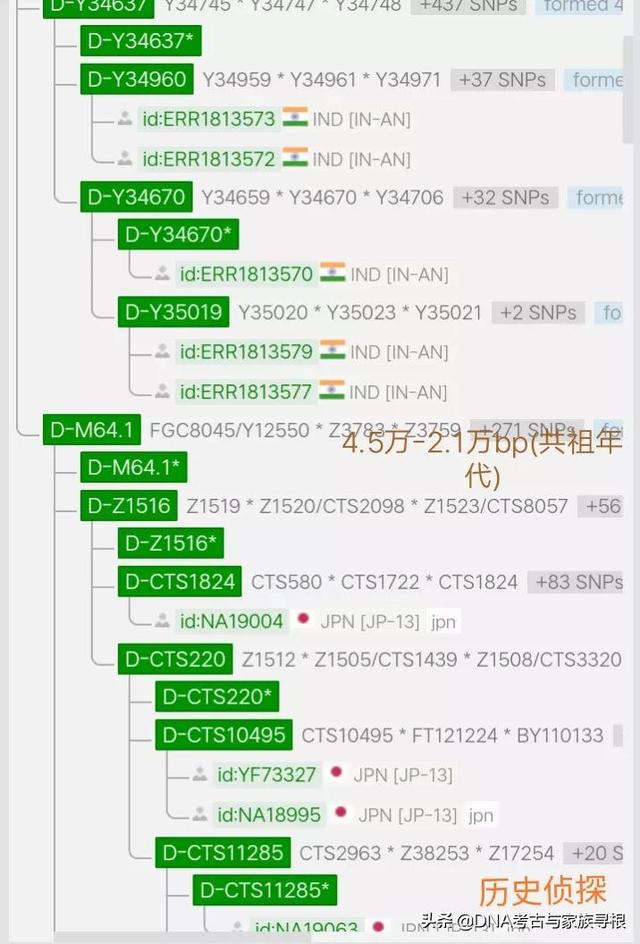 D-Y34637 Y34745 * Y34747 * Y34748 +437 SNPs formed 4
D-Y34637*
D-Y34960 Y34959 * Y34961 * Y34971 +37 SNPs forme
id:ERR1813573 IND [IN-AN]
id:ERR1813572 IND [IN-AN]
D-Y34670 Y34659 * Y34670 * Y34706 +32 SNPs forme
D-Y34670*
id:ERR1813570 IND [IN-AN]
D-Y35019 Y35020 * Y35023 * Y35021 +2 SNPs fo
id:ERR1813579 IND [IN-AN]
id:ERR1813577 IND [IN-AN]
D-M64.1 FGC8045/Y12550 * Z3783 * Z3759 +271 SNPs fo
4.5万-2.1万bp(共祖年
代)
D-M64.1*
D-Z1516 Z1519 * Z1520/CTS2098 * Z1523/CTS8057 +56
D-Z1516*
D-CTS1824 CTS580 * CTS1722 * CTS1824 +83 SNPs
id:NA19004 JPN [JP-13] jpn
D-CTS220 Z1512 * Z1505/CTS1439 * Z1508/CTS3320
D-CTS220*
D-CTS10495 CTS10495 * FT121224 * BY110133
id:YF73327 JPN [JP-13]
id:NA18995 JPN [JP-13] jpn
D-CTS11285 CTS2963 * Z38253 * Z17254 +20 S
D-CTS11285*
历史侦探
id:NA19063 JPN [JP-13] jpn
头条@DNA考古与家族寻根